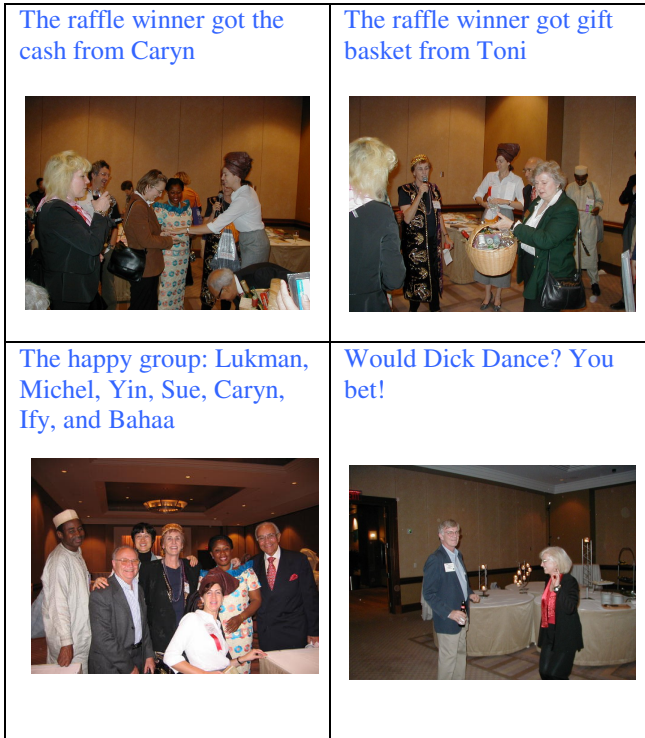 The raffle winner got the
cash from Caryn
The raffle winner got gift
basket from Toni
The happy group: Lukman,
Michel, Yin, Sue, Caryn,
Ify, and Bahaa
Would Dick Dance? You
bet!